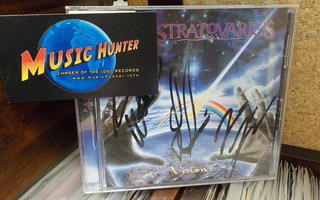 MUSIC HUNTER
CHASER OF THE LOST RECORDS
www.musichunter.info
STRATOVARIUS
Visions